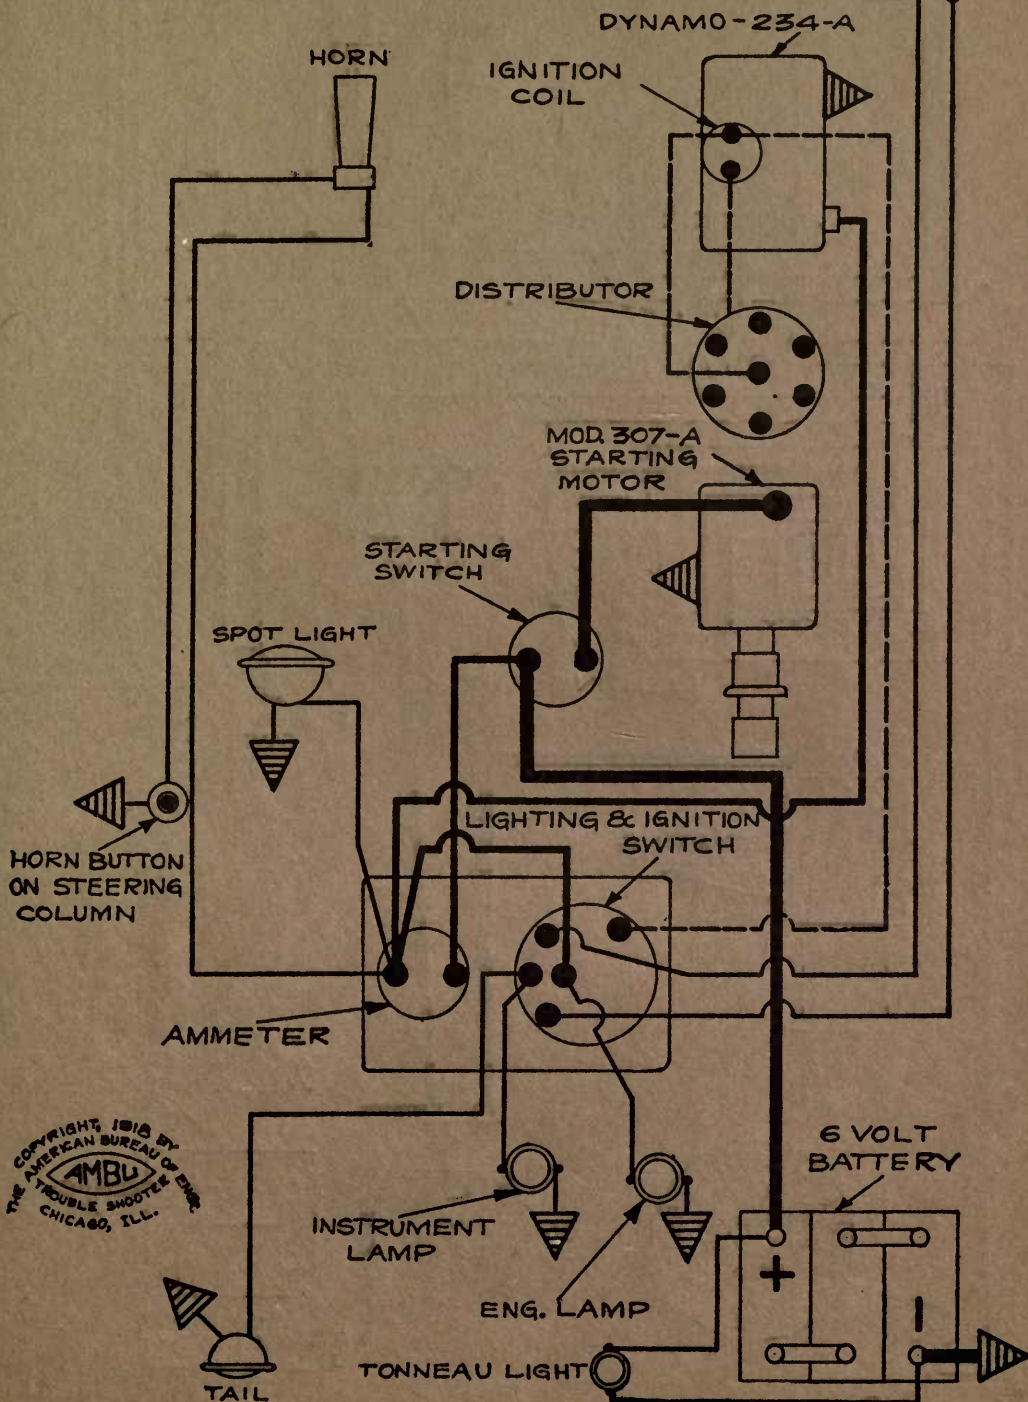 DYNAMO-234-A
HORN
IGNITION
COIL
DISTRIBUTOR
MOD. 307-A
STARTING
MOTOR
STARTING
SWITCH
SPOT LIGHT
LIGHTING & IGNITION
SWITCH
HORN BUTTON
ON STEERING
COLUMN
AMMETER
COPYRIGHT, 1918 BY
THE AMERICAN BUREAU OF ENGR.
AMBU
TROUBLE SHOOTER
CHICAGO, ILL.
6 VOLT
BATTERY
INSTRUMENT
LAMP
+
ENG. LAMP
–
TONNEAU LIGHT
TAIL